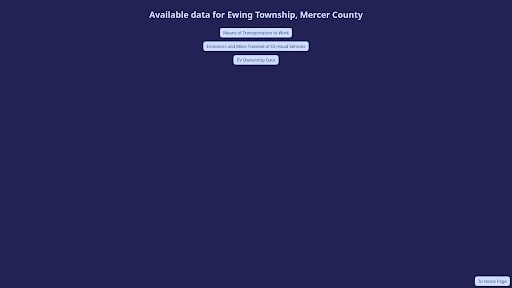 Available data for Ewing Township, Mercer County
Means of Transportation to Work
Emissions and Miles Traveled of On-Road Vehicles
EV Ownership Data
To Home Page